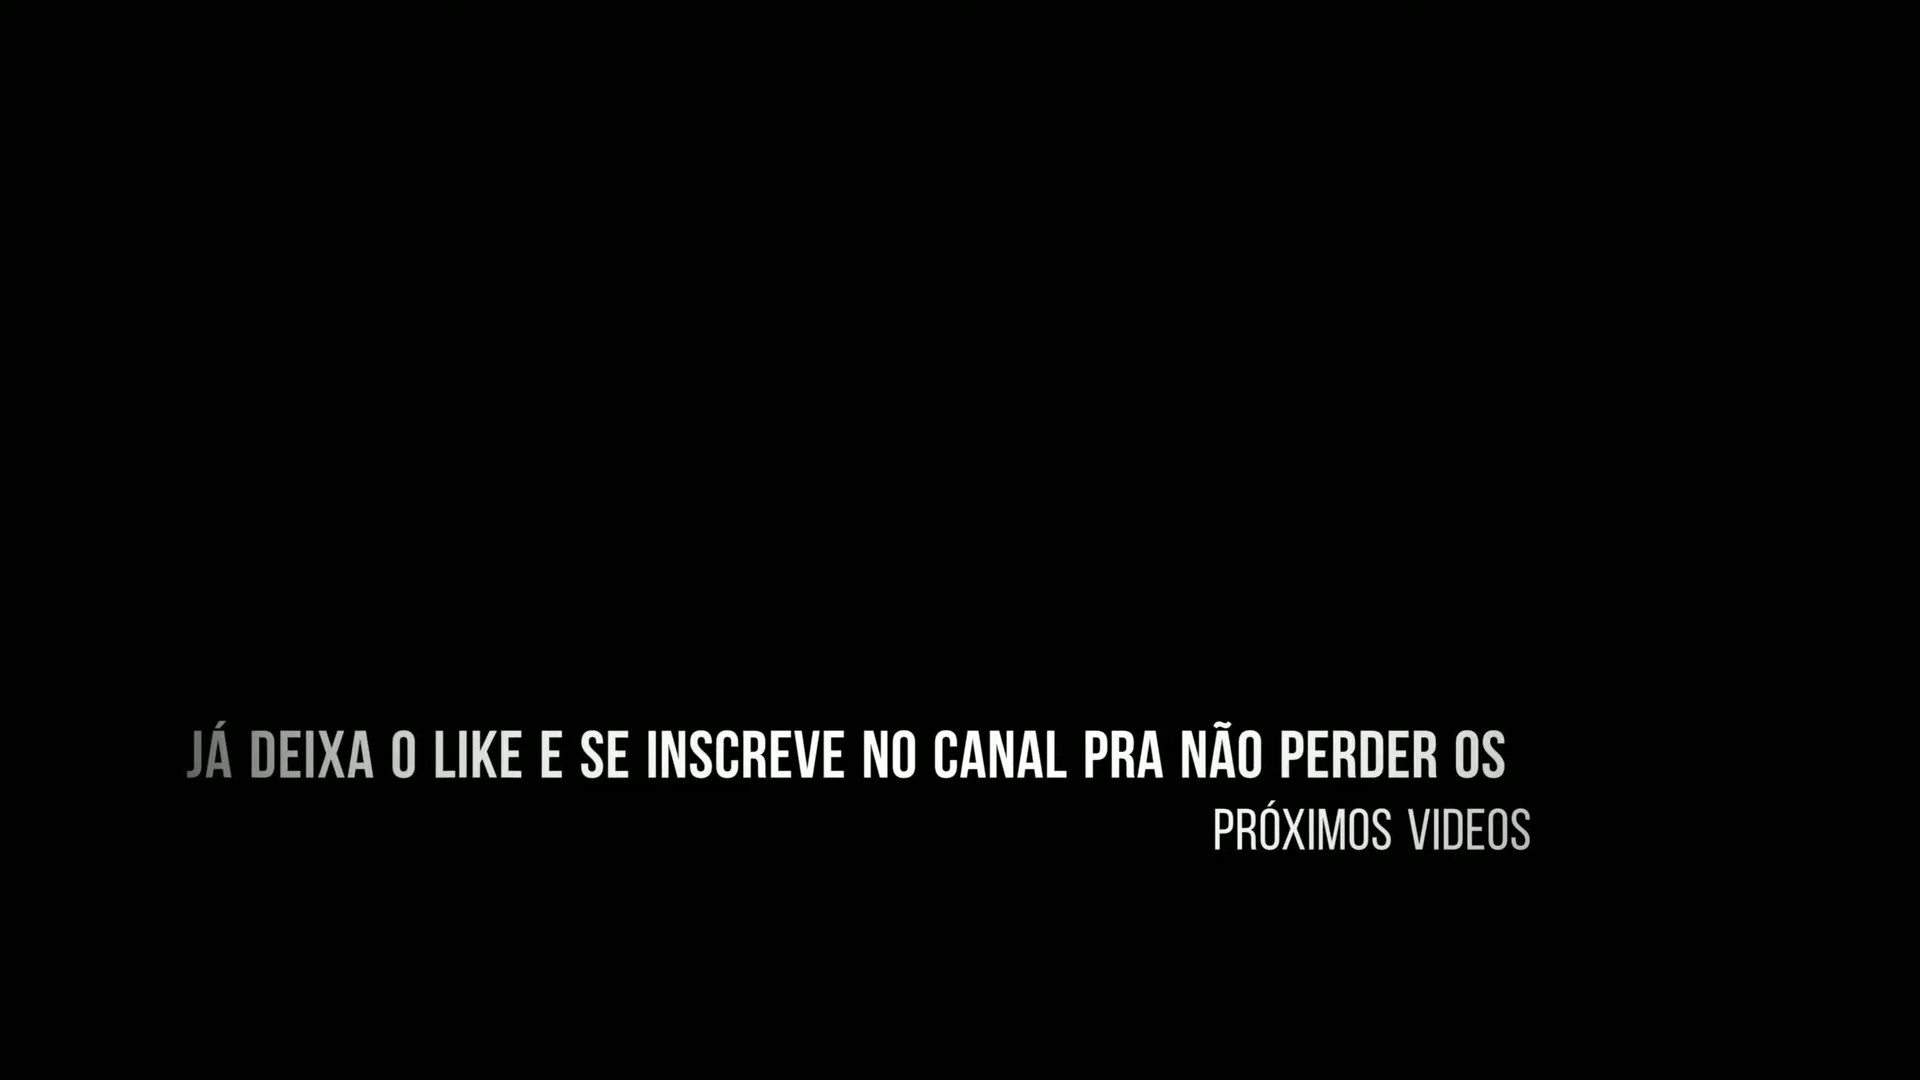 JÁ DEIXA O LIKE E SE INSCREVE NO CANAL PRA NÃO PERDER OS
PRÓXIMOS VIDEOS